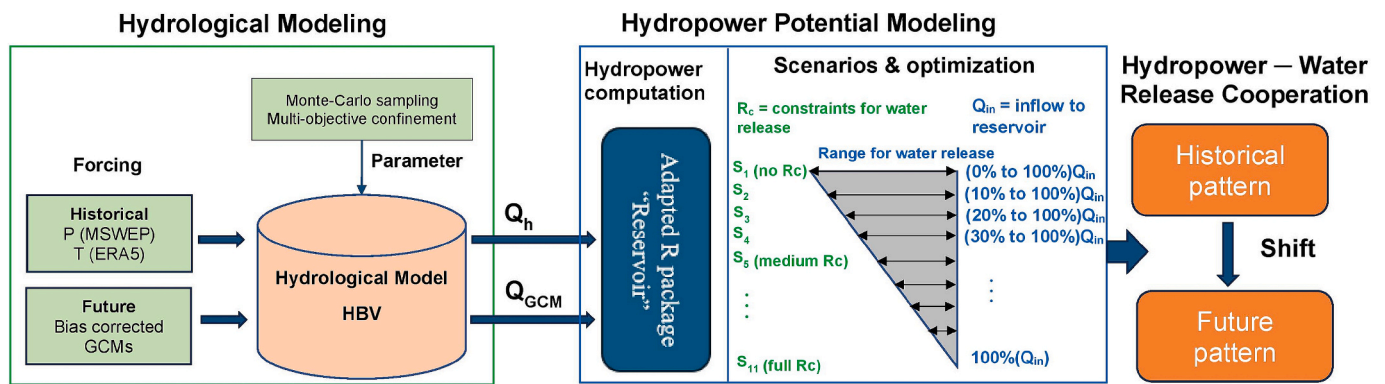 Hydrological Modeling
Monte-Carlo sampling
Multi-objective confinement
Forcing
Parameter
Historical
P (MSWEP)
T (ERA5)
Future
Bias corrected
GCMs
Hydrological Model
HBV
Qh
QGCM
Hydropower Potential Modeling
Hydropower
computation
Adapted R package
“Reservoir”
Scenarios & optimization
Rc = constraints for water
release
Qin = inflow to
reservoir
Range for water release
S1 (no Rc)
(0% to 100%)Qin
S2
(10% to 100%)Qin
S3
(20% to 100%)Qin
S4
(30% to 100%)Qin
S5 (medium Rc)
⋮
⋮
S11 (full Rc)
100%(Qin)
Hydropower — Water
Release Cooperation
Historical
pattern
Shift
Future
pattern